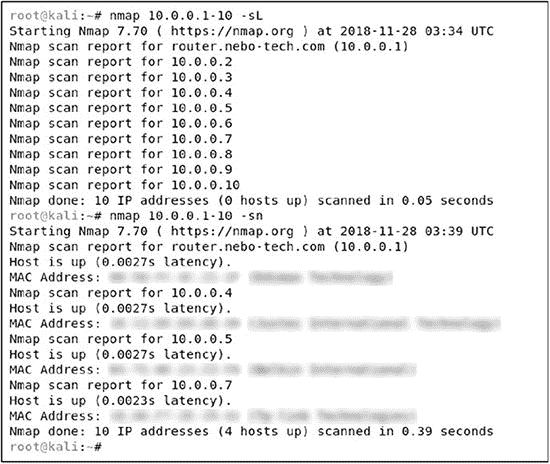 root@kali:~# nmap 10.0.0.1-10 -sL
Starting Nmap 7.70 ( https://nmap.org ) at 2018-11-28 03:34 UTC
Nmap scan report for router.nebo-tech.com (10.0.0.1)
Nmap scan report for 10.0.0.2
Nmap scan report for 10.0.0.3
Nmap scan report for 10.0.0.4
Nmap scan report for 10.0.0.5
Nmap scan report for 10.0.0.6
Nmap scan report for 10.0.0.7
Nmap scan report for 10.0.0.8
Nmap scan report for 10.0.0.9
Nmap scan report for 10.0.0.10
Nmap done: 10 IP addresses (0 hosts up) scanned in 0.05 seconds
root@kali:~# nmap 10.0.0.1-10 -sn
Starting Nmap 7.70 ( https://nmap.org ) at 2018-11-28 03:39 UTC
Nmap scan report for router.nebo-tech.com (10.0.0.1)
Host is up (0.0027s latency).
MAC Address:
Nmap scan report for 10.0.0.4
Host is up (0.0027s latency).
MAC Address:
Nmap scan report for 10.0.0.5
Host is up (0.0027s latency).
MAC Address:
Nmap scan report for 10.0.0.7
Host is up (0.0023s latency).
MAC Address:
Nmap done: 10 IP addresses (4 hosts up) scanned in 0.39 seconds
root@kali:~#